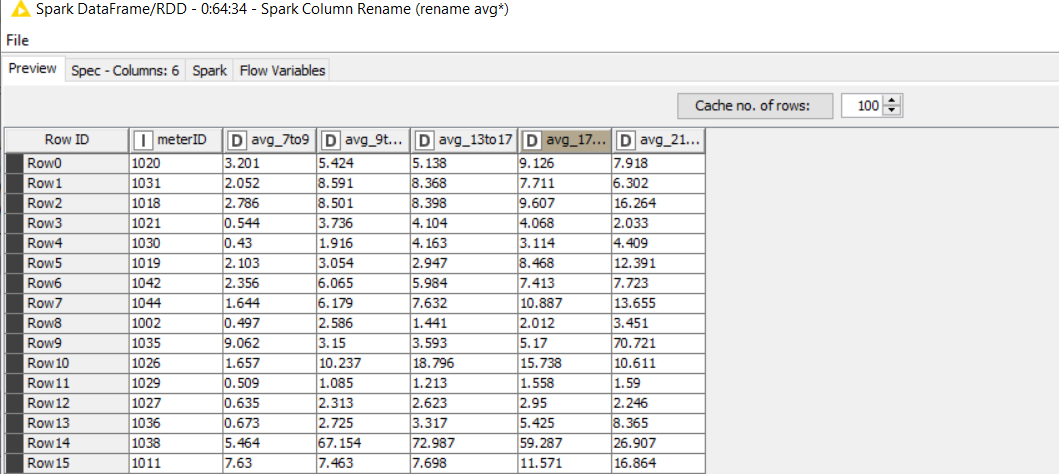 Spark DataFrame/RDD - 0:64:34 - Spark Column Rename (rename avg*)
File
Preview Spec - Columns: 6 Spark Flow Variables
Cache no. of rows: 100
Row ID I meterID D avg_7to9 D avg_9t... D avg_13to17 D avg_17... D avg_21...
Row0 1020 3.201 5.424 5.138 9.126 7.918
Row1 1031 2.052 8.591 8.368 7.711 6.302
Row2 1018 2.786 8.501 8.398 9.607 16.264
Row3 1021 0.544 3.736 4.104 4.068 2.033
Row4 1030 0.43 1.916 4.163 3.114 4.409
Row5 1019 2.103 3.054 2.947 8.468 12.391
Row6 1042 2.356 6.065 5.984 7.413 7.723
Row7 1044 1.644 6.179 7.632 10.887 13.655
Row8 1002 0.497 2.586 1.441 2.012 3.451
Row9 1035 9.062 3.15 3.593 5.17 70.721
Row10 1026 1.657 10.237 18.796 15.738 10.611
Row11 1029 0.509 1.085 1.213 1.558 1.59
Row12 1027 0.635 2.313 2.623 2.95 2.246
Row13 1036 0.673 2.725 3.317 5.425 8.365
Row14 1038 5.464 67.154 72.987 59.287 26.907
Row15 1011 7.63 7.463 7.698 11.571 16.864